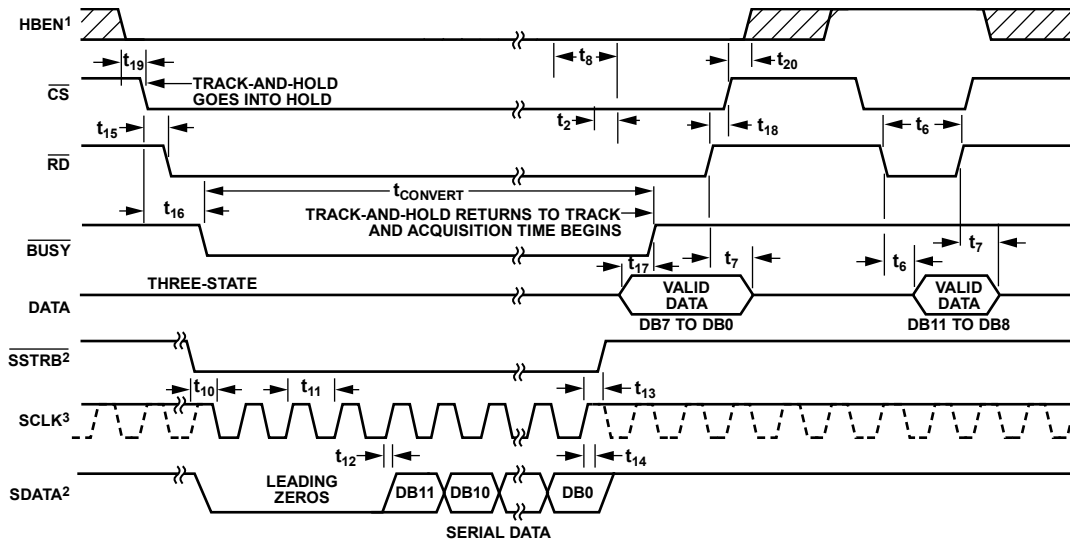 HBEN1
t19
t8
t20
TRACK-AND-HOLD
GOES INTO HOLD
CS
t15
t2
t18
t6
RD
tCONVERT
t16
TRACK-AND-HOLD RETURNS TO TRACK
AND ACQUISITION TIME BEGINS
BUSY
t17
t7
t6
t7
THREE-STATE
DATA
VALID
DATA
VALID
DATA
DB7 TO DB0
DB11 TO DB8
SSTRB2
t10
t11
t13
SCLK3
t12
t14
SDATA2
LEADING
ZEROS
DB11
DB10
DB0
SERIAL DATA